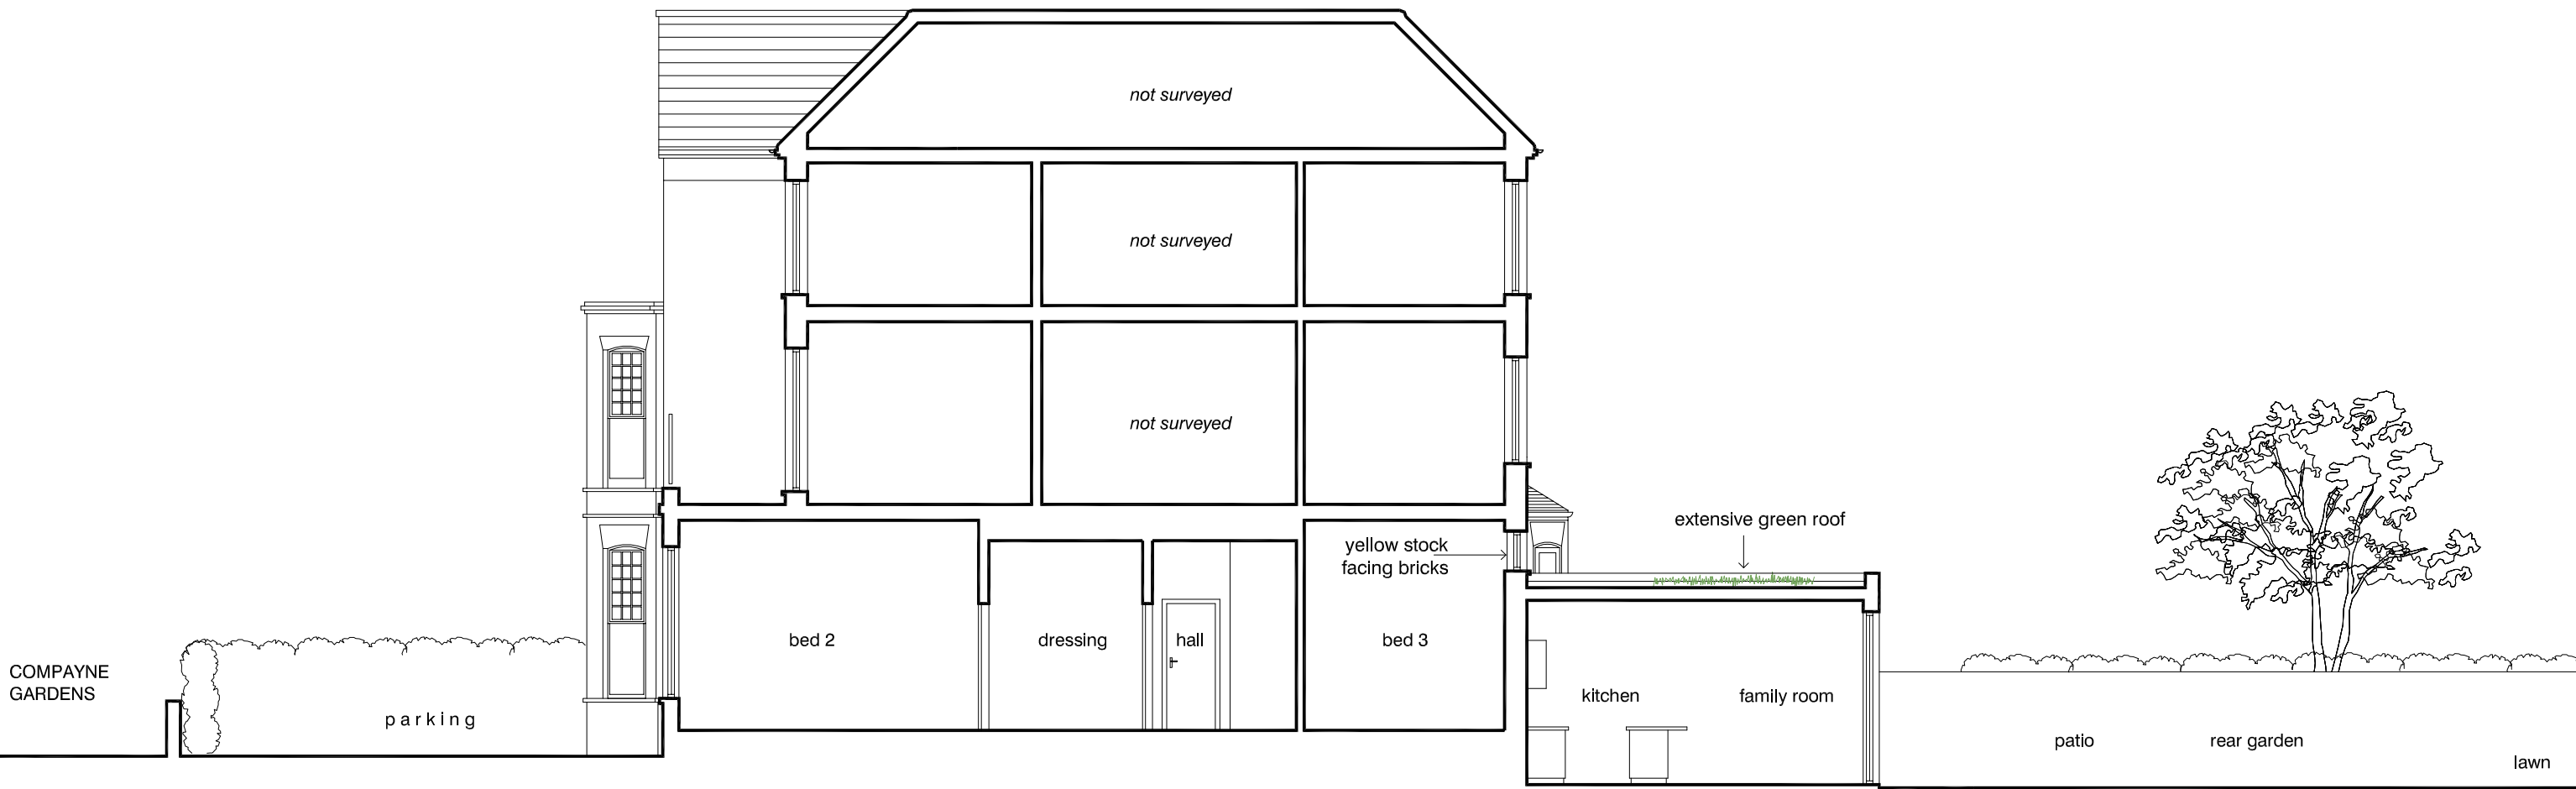 not surveyed
not surveyed
not surveyed
extensive green roof
yellow stock
facing bricks
bed 2
dressing
hall
bed 3
COMPAYNE
GARDENS
parking
kitchen
family room
patio
rear garden
lawn